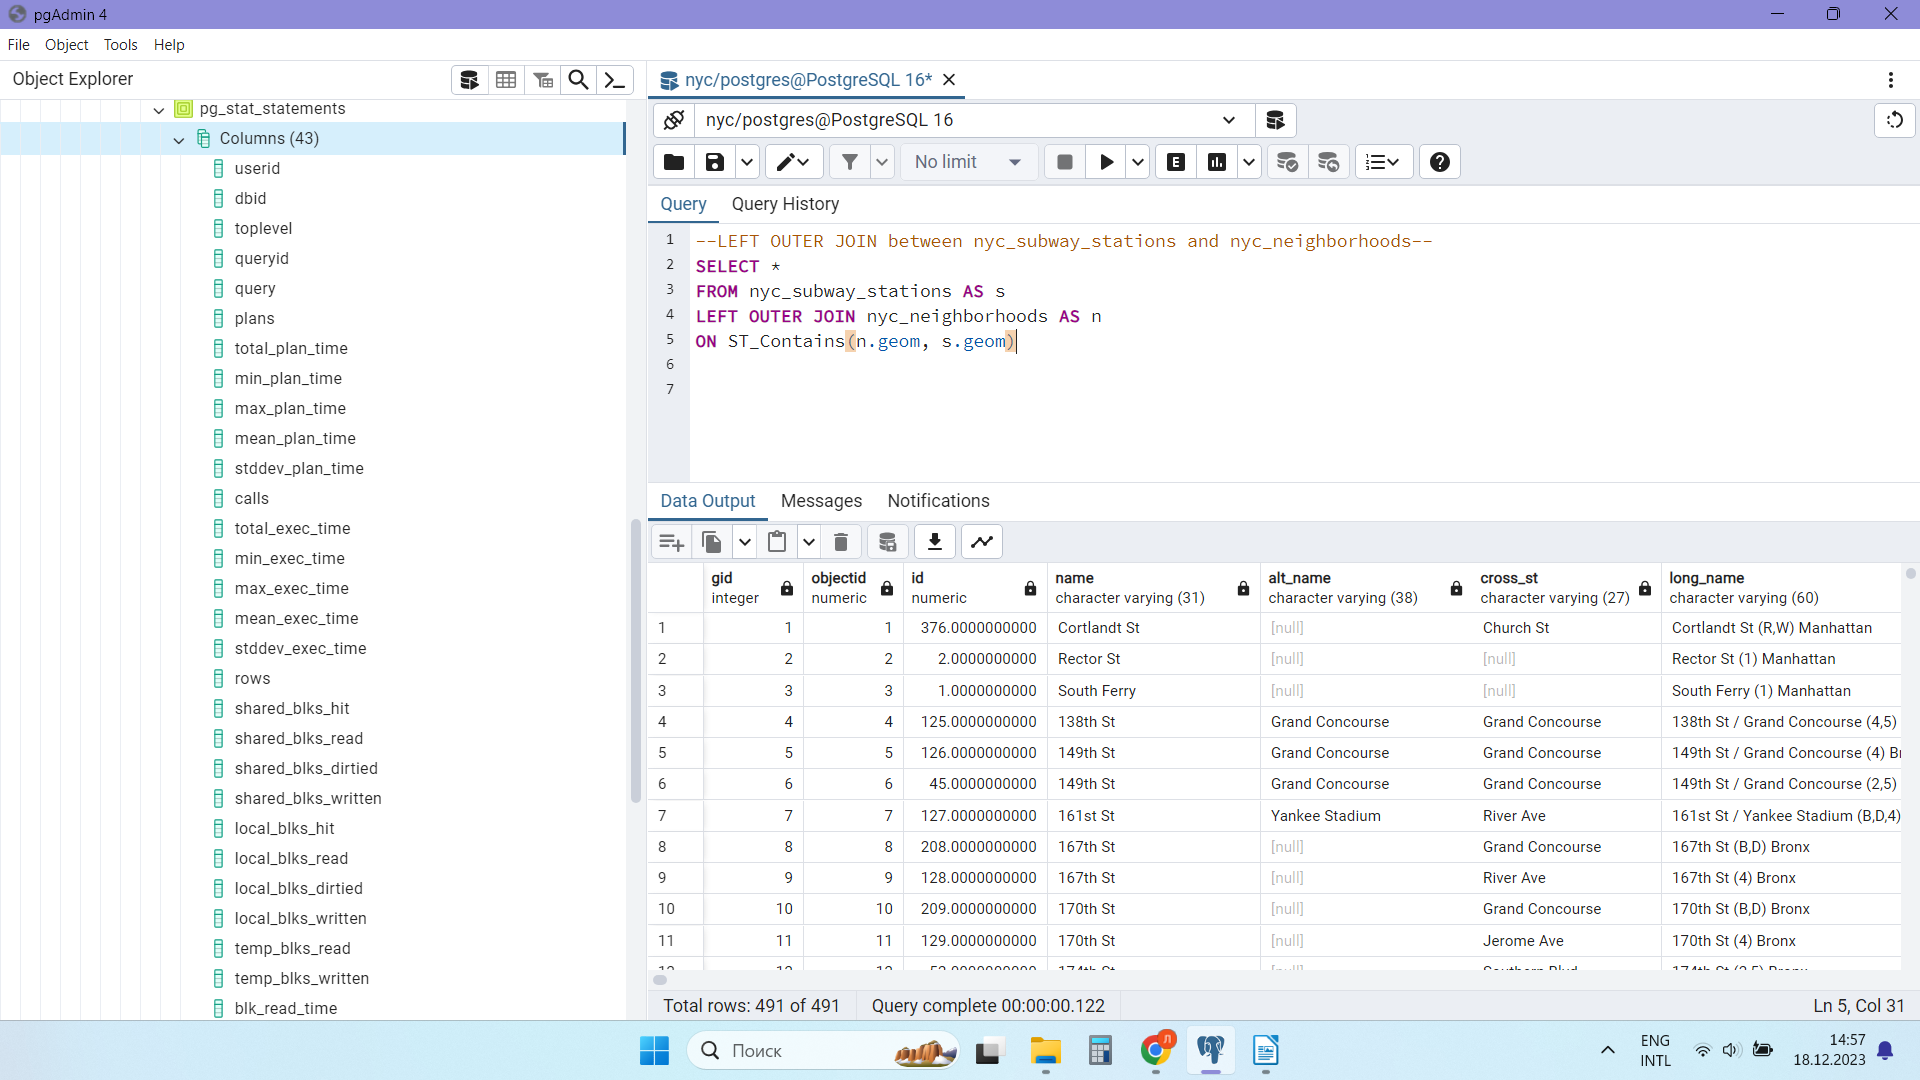 pgAdmin 4
File Object Tools Help
Object Explorer
pg_stat_statements
Columns (43)
userid
dbid
toplevel
queryid
query
plans
total_plan_time
min_plan_time
max_plan_time
mean_plan_time
stddev_plan_time
calls
total_exec_time
min_exec_time
max_exec_time
mean_exec_time
stddev_exec_time
rows
shared_blks_hit
shared_blks_read
shared_blks_dirtied
shared_blks_written
local_blks_hit
local_blks_read
local_blks_dirtied
local_blks_written
temp_blks_read
temp_blks_written
blk_read_time
nyc/postgres@PostgreSQL 16*
nyc/postgres@PostgreSQL 16
No limit
E
Query Query History
1 --LEFT OUTER JOIN between nyc_subway_stations and nyc_neighborhoods--
2 SELECT *
3 FROM nyc_subway_stations AS s
4 LEFT OUTER JOIN nyc_neighborhoods AS n
5 ON ST_Contains(n.geom, s.geom)
6
7
Data Output Messages Notifications
gid objectid id name alt_name cross_st long_name
integer numeric numeric character varying (31) character varying (38) character varying (27) character varying (60)
1 1 1 376.0000000000 Cortlandt St [null] Church St Cortlandt St (R,W) Manhattan
2 2 2 2.0000000000 Rector St [null] [null] Rector St (1) Manhattan
3 3 3 1.0000000000 South Ferry [null] [null] South Ferry (1) Manhattan
4 4 4 125.0000000000 138th St Grand Concourse Grand Concourse 138th St / Grand Concourse (4,5)
5 5 5 126.0000000000 149th St Grand Concourse Grand Concourse 149th St / Grand Concourse (4) Br
6 6 6 45.0000000000 149th St Grand Concourse Grand Concourse 149th St / Grand Concourse (2,5)
7 7 7 127.0000000000 161st St Yankee Stadium River Ave 161st St / Yankee Stadium (B,D,4)
8 8 8 208.0000000000 167th St [null] Grand Concourse 167th St (B,D) Bronx
9 9 9 128.0000000000 167th St [null] River Ave 167th St (4) Bronx
10 10 10 209.0000000000 170th St [null] Grand Concourse 170th St (B,D) Bronx
11 11 11 129.0000000000 170th St [null] Jerome Ave 170th St (4) Bronx
Total rows: 491 of 491 Query complete 00:00:00.122 Ln 5, Col 31
Поиск
Л
ENG
INTL
14:57
18.12.2023